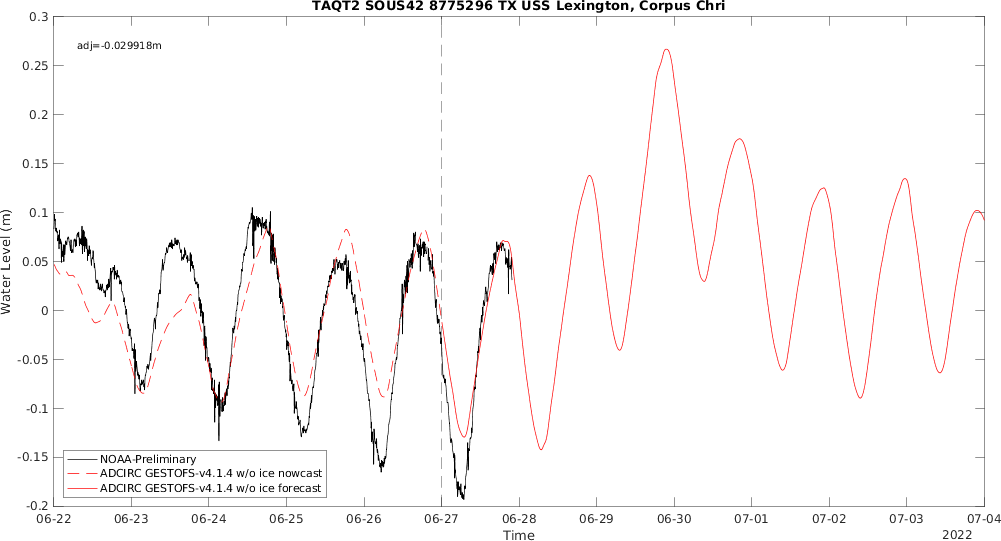 TAQT2 SOUS42 8775296 TX USS Lexington, Corpus Chri
adj=-0.029918m
0.3
0.25
0.2
0.15
0.1
0.05
0
-0.05
-0.1
-0.15
-0.2
Water Level (m)
NOAA-Preliminary
ADCIRC GESTOFS-v4.1.4 w/o ice nowcast
ADCIRC GESTOFS-v4.1.4 w/o ice forecast
06-22 06-23 06-24 06-25 06-26 06-27 06-28 06-29 06-30 07-01 07-02 07-03 07-04
Time
2022